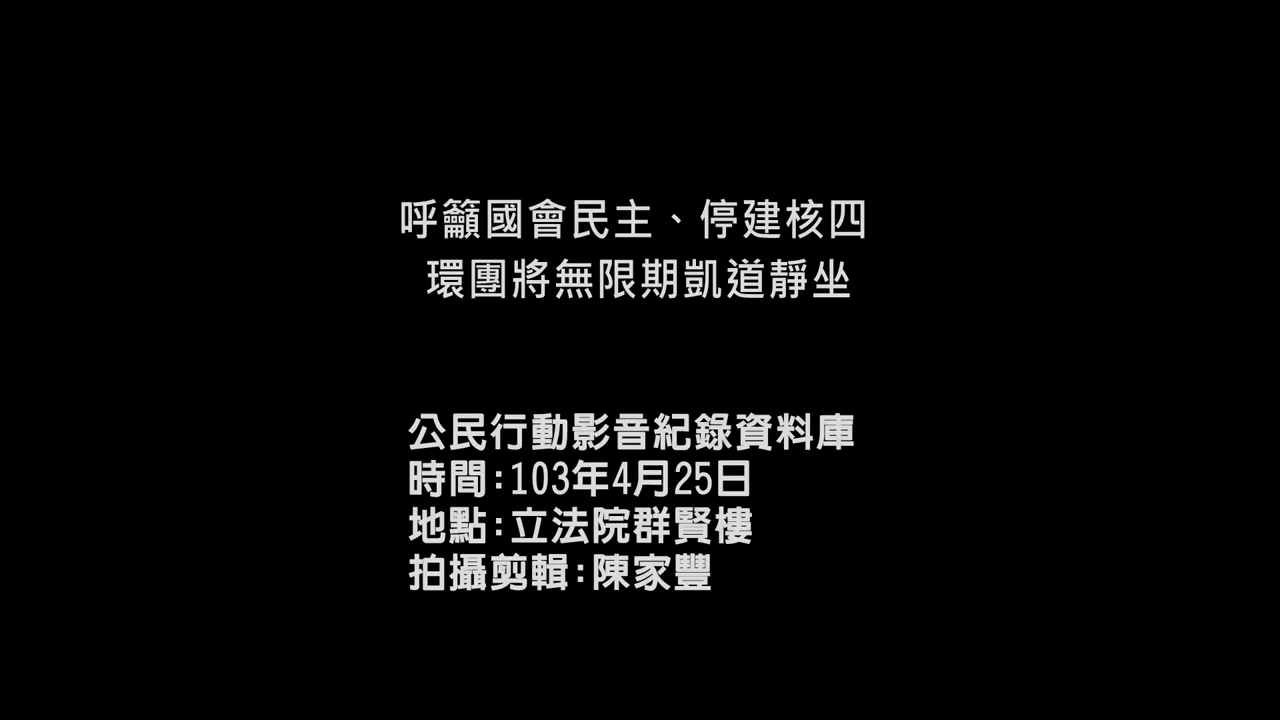 呼籲國會民主、停建核四
環團將無限期凱道靜坐
公民行動影音紀錄資料庫
時間:103年4月25日
地點:立法院群賢樓
拍攝剪輯:陳家豐